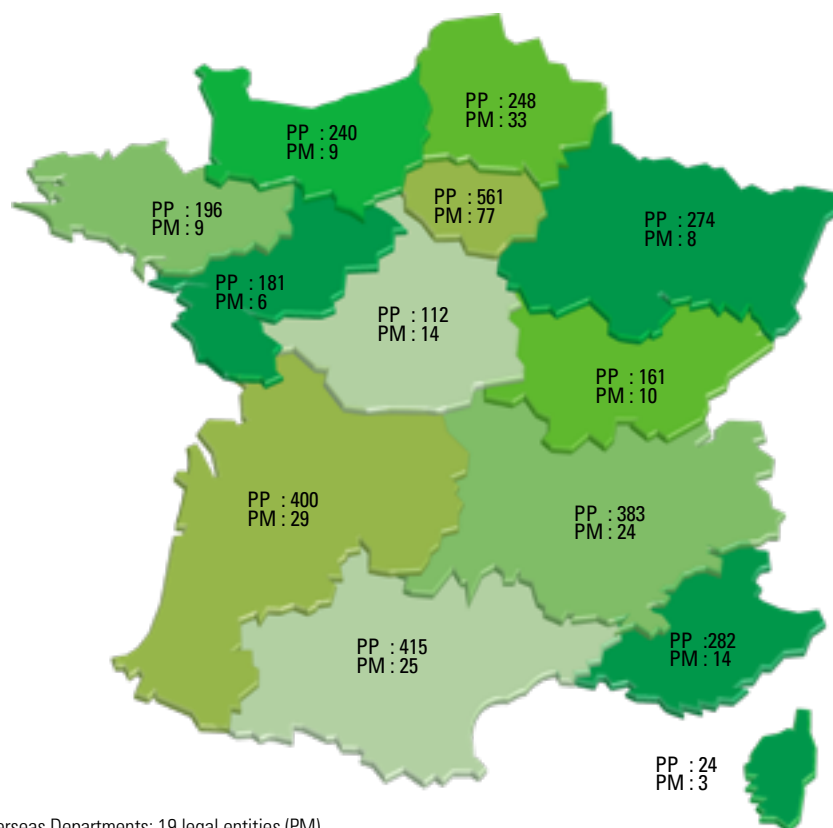 PP : 248
PM : 33
PP : 240
PM : 9
PP : 561
PM : 77
PP : 196
PM : 9
PP : 274
PM : 8
PP : 181
PM : 6
PP : 112
PM : 14
PP : 161
PM : 10
PP : 400
PM : 29
PP : 383
PM : 24
PP :282
PM : 14
PP : 415
PM : 25
PP : 24
PM : 3
Departments: 19 legal entities (PM)